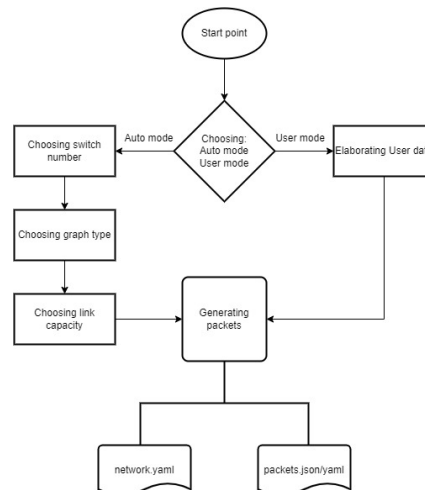 Start point
Choosing:
Auto mode
User mode
Auto mode
User mode
Choosing switch
number
Elaborating User dat
Choosing graph type
Choosing link
capacity
Generating
packets
network.yaml
packets.json/yaml